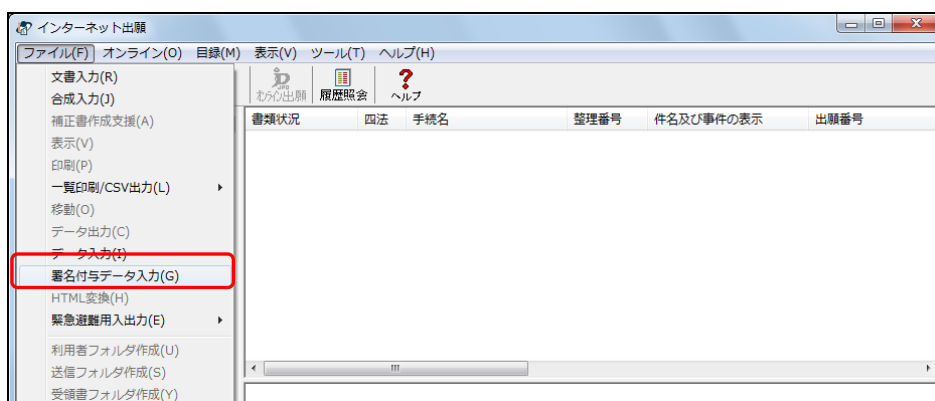 インターネット出願
ファイル(F) オンライン(O) 目録(M) 表示(V) ツール(T) ヘルプ(H)
文書入力(R)
合成入力(J)
補正書作成支援(A)
表示(V)
印刷(P)
一覧印刷/CSV出力(L)
移動(O)
データ出力(C)
データ入力(I)
署名付与データ入力(G)
HTML変換(H)
緊急避難用入出力(E)
利用者フォルダ作成(U)
送信フォルダ作成(S)
受領書フォルダ作成(Y)
オンライン出願 履歴照会 ヘルプ
書類状況 四法 手続名 整理番号 件名及び事件の表示 出願番号